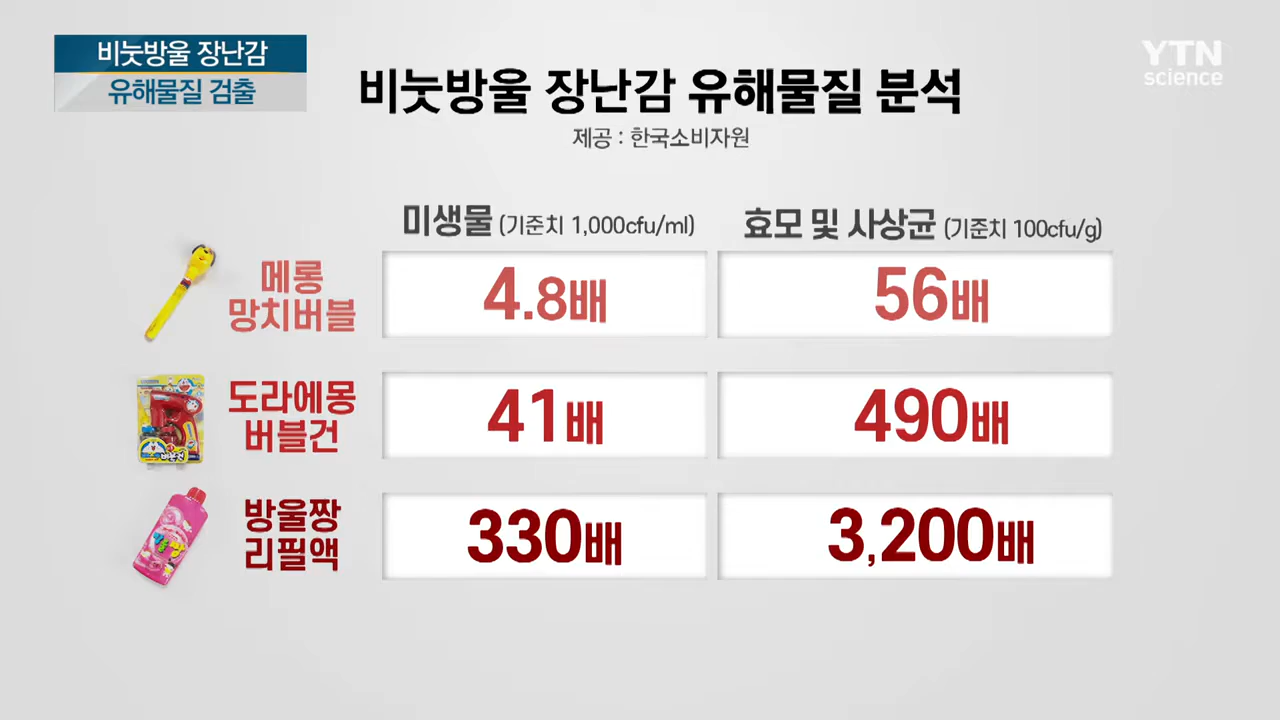 비눗방울 장난감
유해물질 검출
YTN
science
비눗방울 장난감 유해물질 분석
제공 : 한국소비자원
미생물 (기준치 1,000cfu/ml)
효모 및 사상균 (기준치 100cfu/g)
메롱
망치버블
4.8배
56배
도라에몽
버블건
41배
490배
방울짱
리필액
330배
3,200배